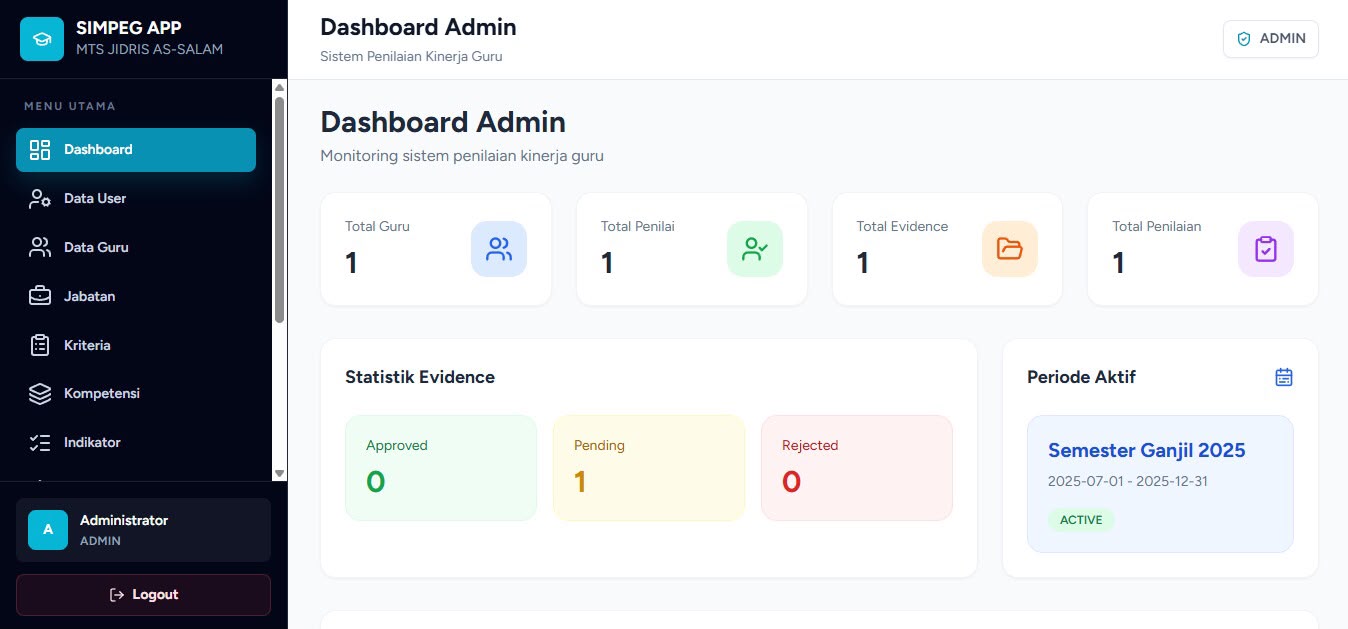 SIMPEG APP
MTS JIDRIS AS-SALAM
MENU UTAMA
Dashboard
Data User
Data Guru
Jabatan
Kriteria
Kompetensi
Indikator
A
Administrator
ADMIN
Logout
Dashboard Admin
Sistem Penilaian Kinerja Guru
ADMIN
Dashboard Admin
Monitoring sistem penilaian kinerja guru
Total Guru
1
Total Penilai
1
Total Evidence
1
Total Penilaian
1
Statistik Evidence
Approved
0
Pending
1
Rejected
0
Periode Aktif
Semester Ganjil 2025
2025-07-01 - 2025-12-31
ACTIVE